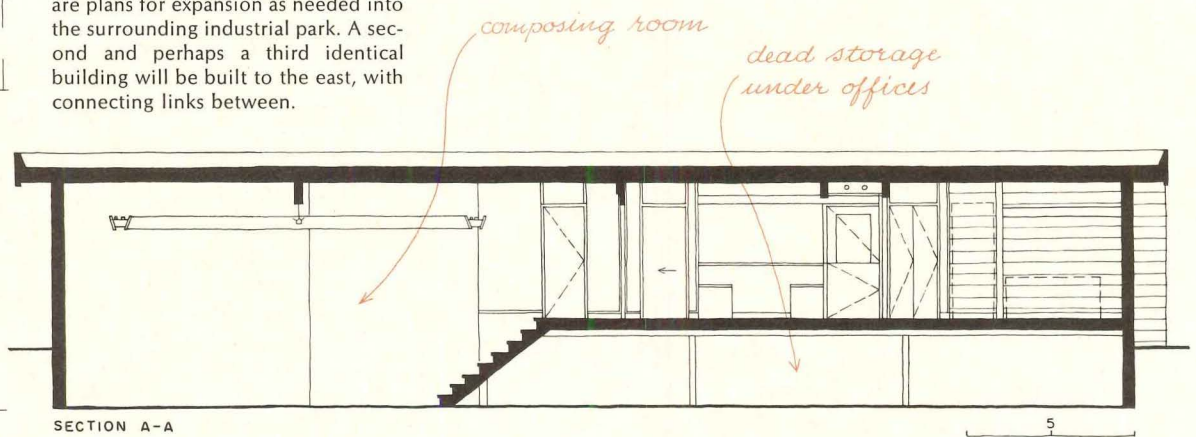 are plans for expansion as needed into
the surrounding industrial park. A sec-
ond and perhaps a third identical
building will be built to the east, with
connecting links between.
composing room
dead storage
under offices
SECTION A-A
5